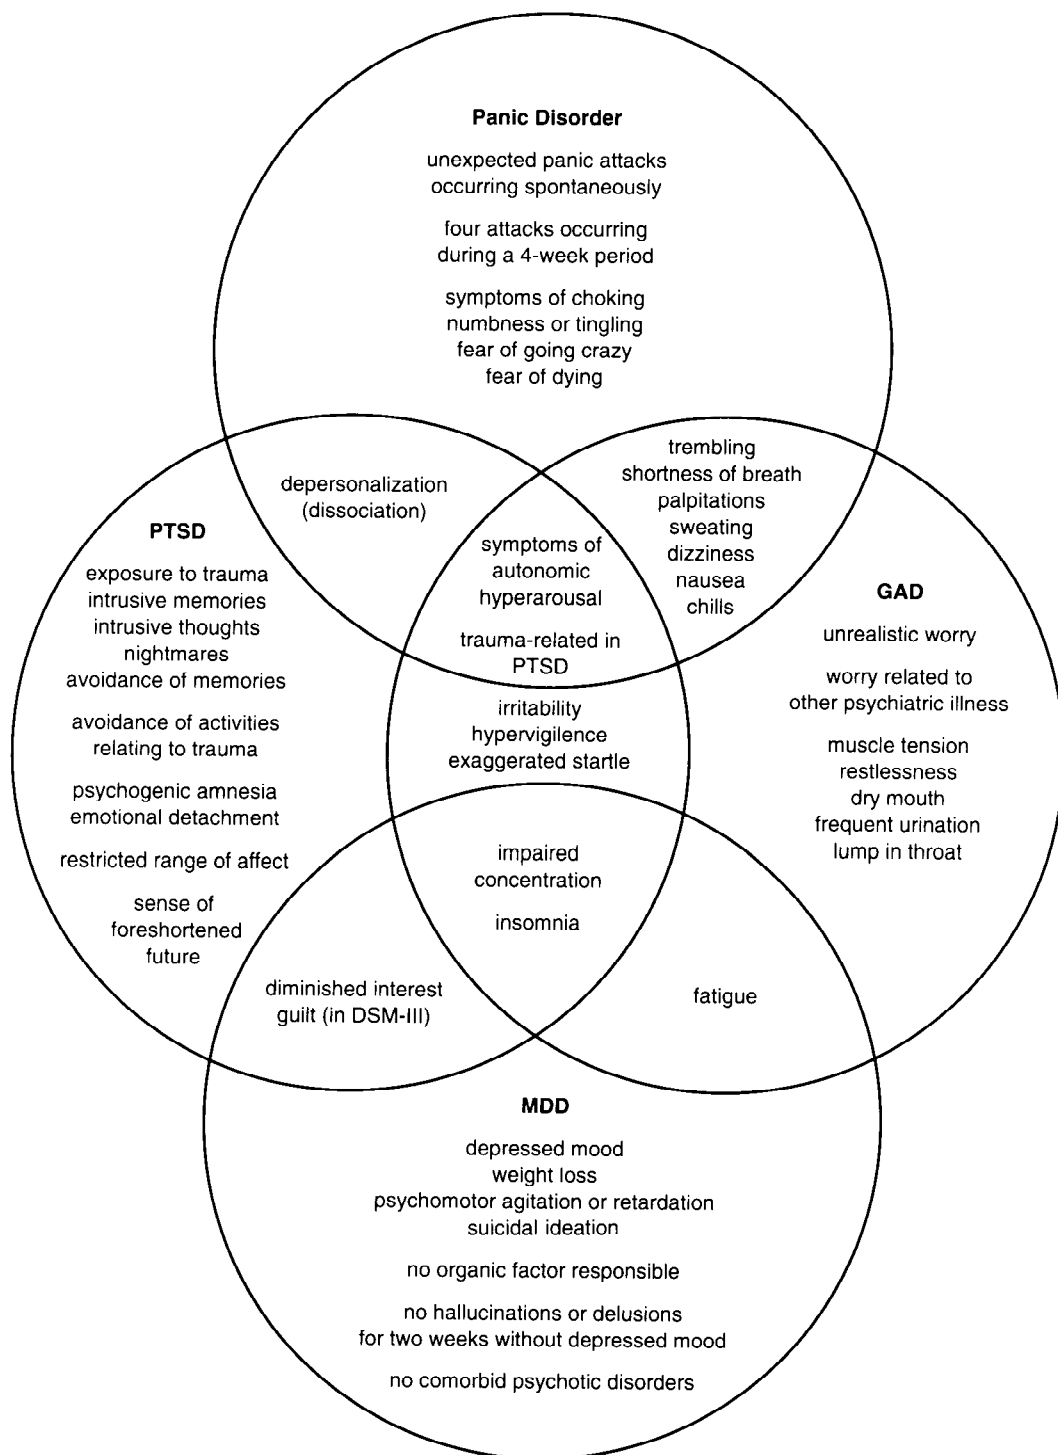 Panic Disorder
unexpected panic attacks
occurring spontaneously
four attacks occurring
during a 4-week period
symptoms of choking
numbness or tingling
fear of going crazy
fear of dying
depersonalization
(dissociation)
trembling
shortness of breath
palpitations
sweating
dizziness
nausea
chills
symptoms of
autonomic
hyperarousal
trauma-related in
PTSD
PTSD
exposure to trauma
intrusive memories
intrusive thoughts
nightmares
avoidance of memories
avoidance of activities
relating to trauma
psychogenic amnesia
emotional detachment
restricted range of affect
sense of
foreshortened
future
irritability
hypervigilence
exaggerated startle
GAD
unrealistic worry
worry related to
other psychiatric illness
muscle tension
restlessness
dry mouth
frequent urination
lump in throat
impaired
concentration
insomnia
diminished interest
guilt (in DSM-III)
fatigue
MDD
depressed mood
weight loss
psychomotor agitation or retardation
suicidal ideation
no organic factor responsible
no hallucinations or delusions
for two weeks without depressed mood
no comorbid psychotic disorders